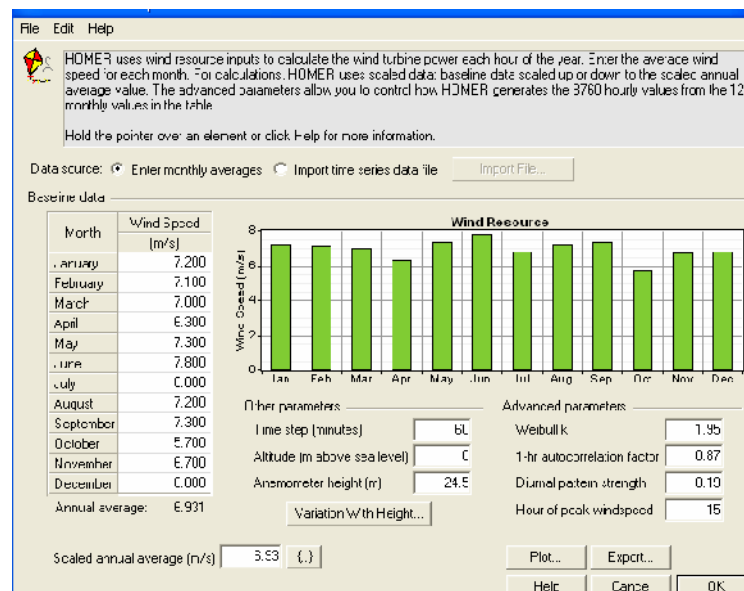 File Edit Help
HOMER uses wind resource inputs to calculate the wind turbine power each hour of the year. Enter the average wind
speed for each month. For calculations, HOMER uses scaled data: baseline data scaled up or down to the scaled annual
average value. The advanced parameters allow you to control how HOMER generates the 8760 hourly values from the 12
monthly values in the table.
Hold the pointer over an element or click Help for more information.
Data source: Enter monthly averages Import time series data file Import File...
Baseline data
Month Wind Speed
(m/s)
January 7.200
February 7.100
March 7.000
April 6.300
May 7.300
June 7.800
July
August 7.200
September 7.300
October 5.700
November 6.700
December
Annual average: 6.931
Wind Resource
Wind Speed (m/s)
8
6
4
2
0
Jan Feb Mar Apr May Jun Jul Aug Sep Oct Nov Dec
Other parameters
Time step (minutes) 60
Altitude (m above sea level) 0
Anemometer height (m) 24.5
Variation With Height...
Advanced parameters
Weibull k 1.95
1-hr autocorrelation factor 0.87
Diurnal pattern strength 0.19
Hour of peak windspeed 15
Scaled annual average (m/s) 6.93 {..}
Plot... Export...
Help Cancel OK